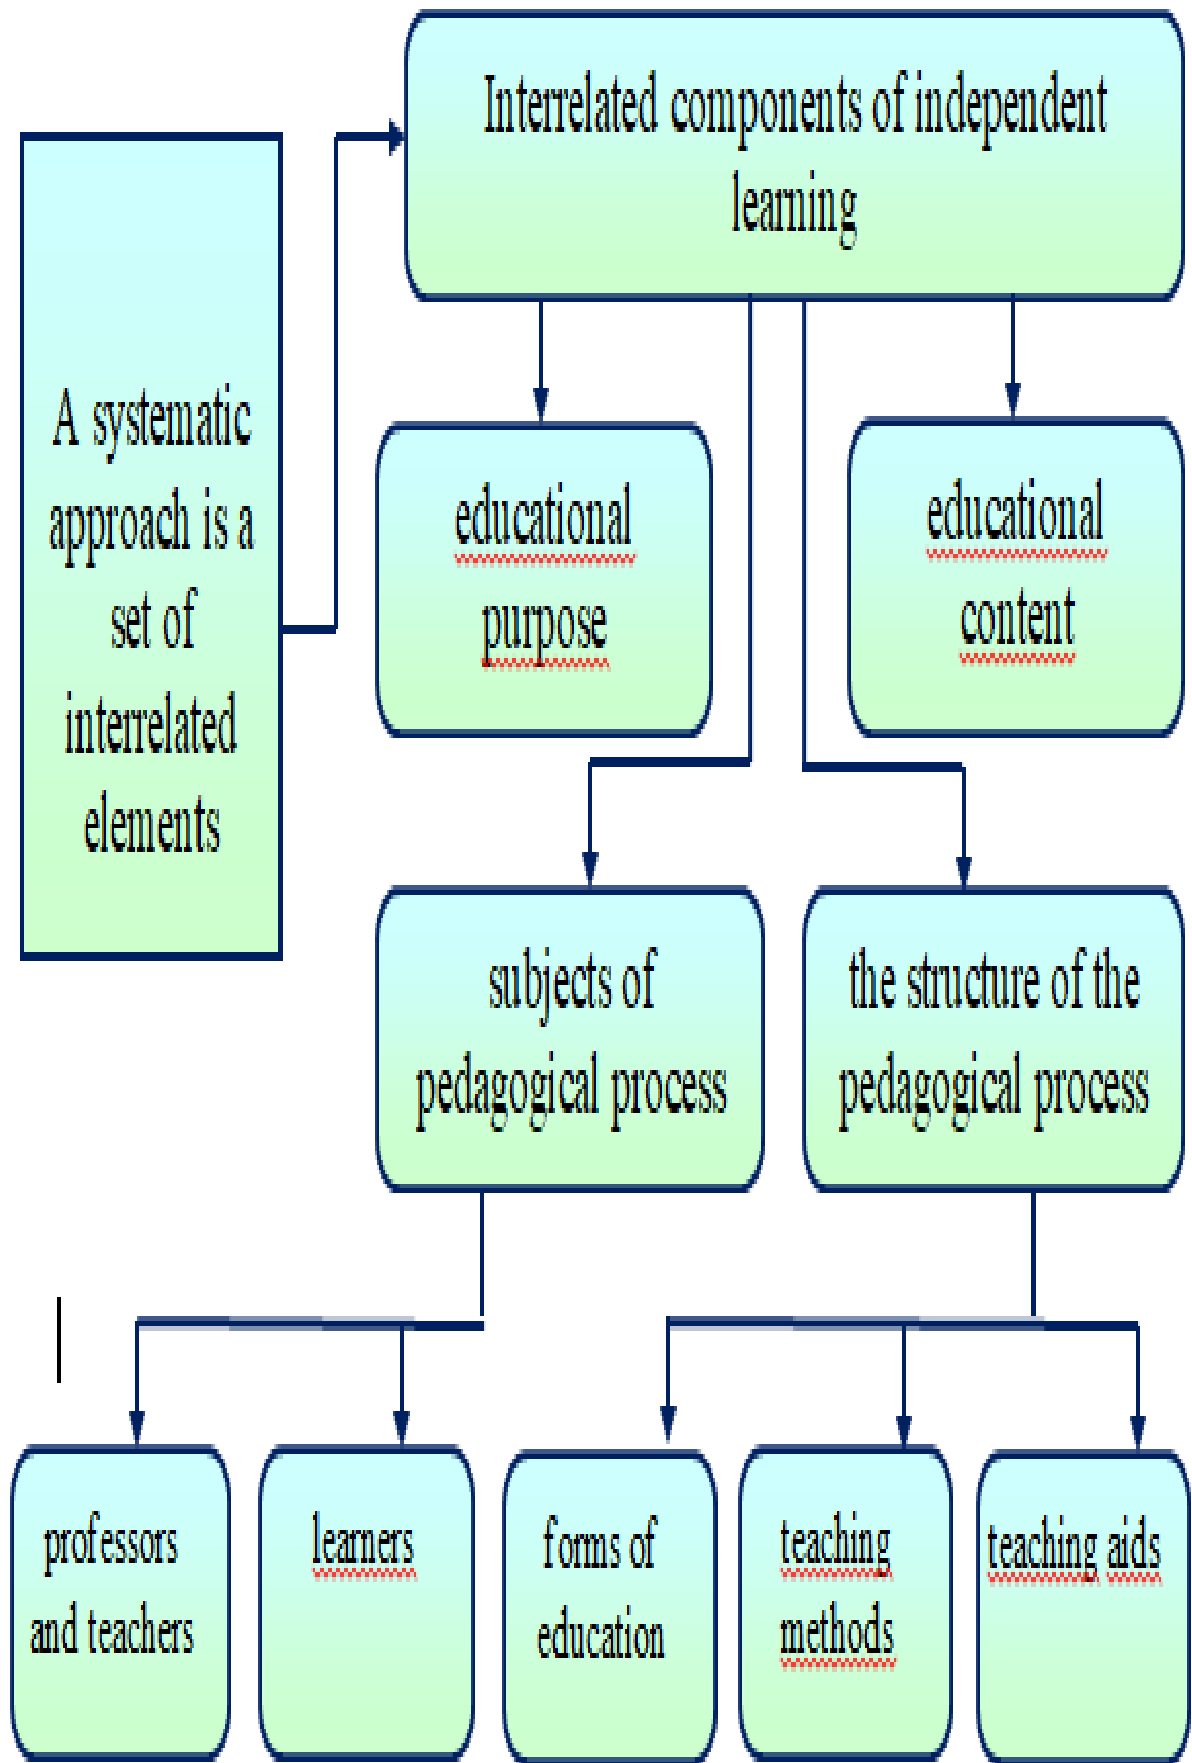 Interrelated components of independent
learning
A systematic
approach is a
set of
interrelated
elements
educational
purpose
educational
content
subjects of
pedagogical process
the structure of the
pedagogical process
professors
and teachers
learners
forms of
education
teaching
methods
teaching aids